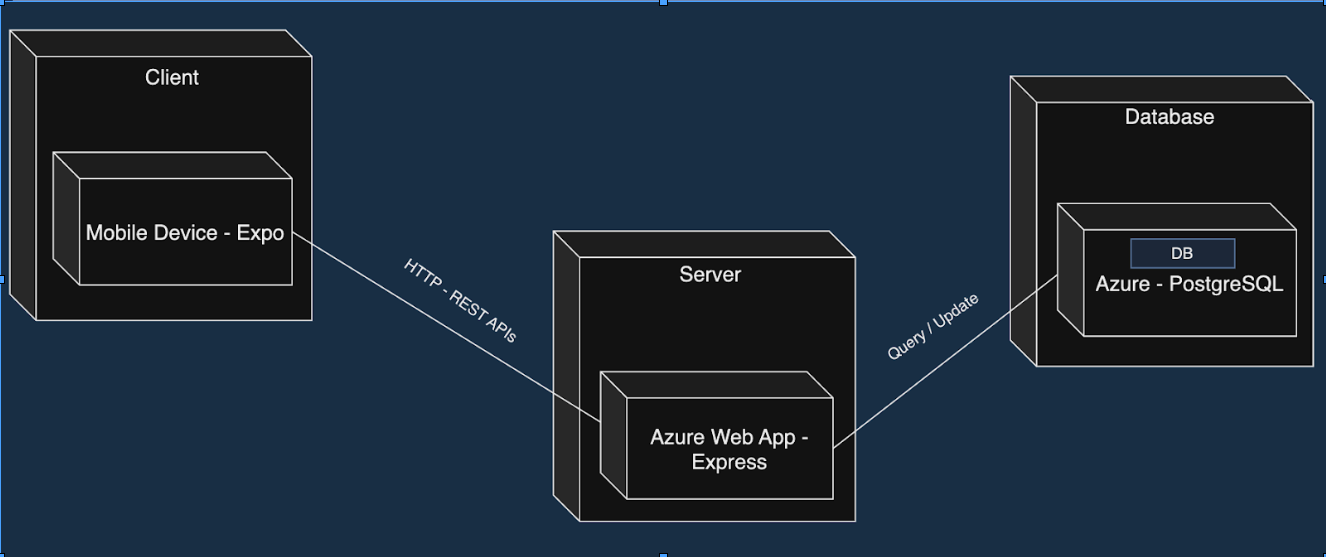 Client
Mobile Device - Expo
HTTP - REST APIs
Server
Azure Web App -
Express
Query / Update
Database
DB
Azure - PostgreSQL